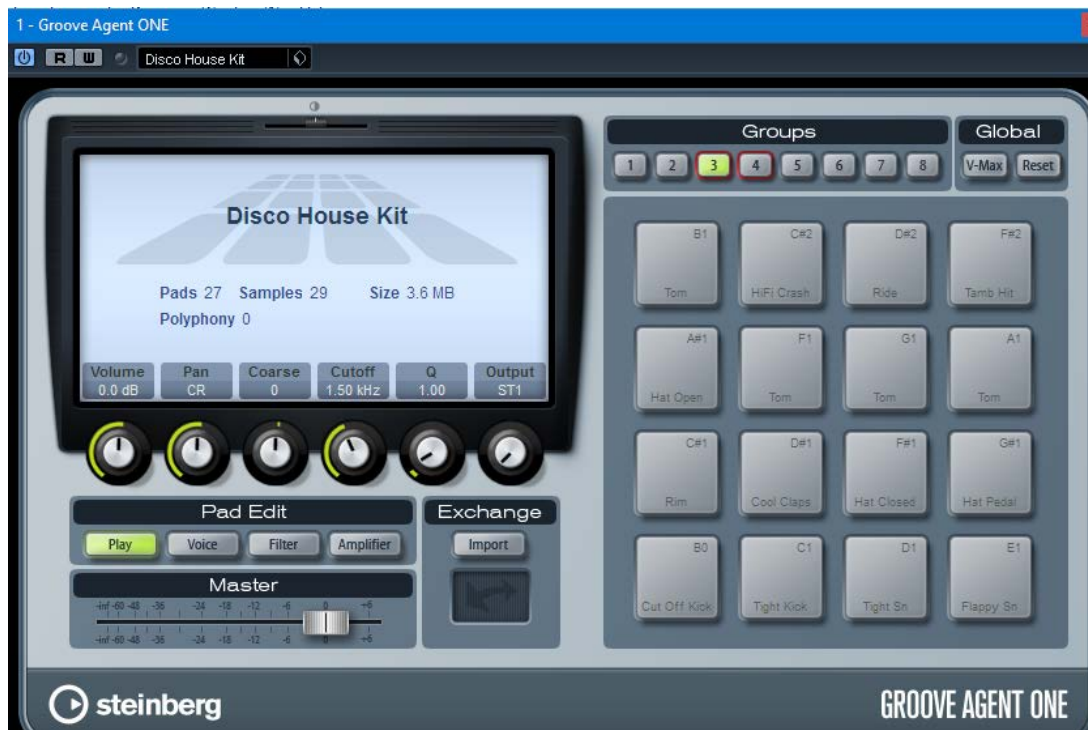 1 - Groove Agent ONE
R W Disco House Kit
Groups
Global
1 2 3 4 5 6 7 8
V-Max Reset
Disco House Kit
Pads 27 Samples 29 Size 3.6 MB
Polyphony 0
Volume Pan Coarse Cutoff Q Output
0.0 dB CR 0 1.50 kHz 1.00 ST1
B1 C#2 D#2 F#2
Tom HiFi Crash Ride Tamb Hit
A#1 F1 G1 A1
Hat Open Tom Tom Tom
C#1 D#1 F#1 G#1
Rim Cool Claps Hat Closed Hat Pedal
B0 C1 D1 E1
Cut Off Kick Tight Kick Tight Sn Flappy Sn
Pad Edit
Play Voice Filter Amplifier
Exchange
Import
Master
-inf -60 -48 -36 -24 -18 -12 -6 0 +6
-inf -60 -48 -36 -24 -18 -12 -6 0 +6
steinberg
GROOVE AGENT ONE